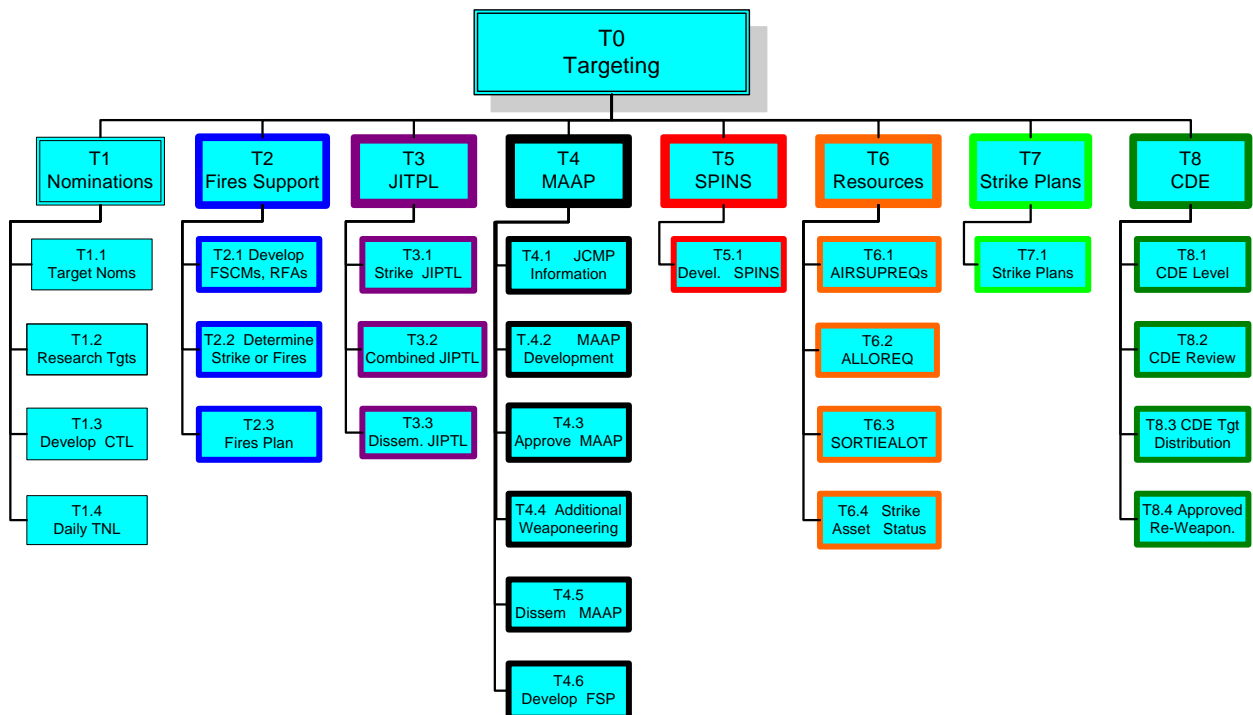 T0
Targeting
T1
Nominations
T2
Fires Support
T3
JITPL
T4
MAAP
T5
SPINS
T6
Resources
T7
Strike Plans
T8
CDE
T1.1
Target Noms
T2.1 Develop
FSCMs, RFAs
T3.1
Strike JIPTL
T4.1 JCMP
Information
T5.1
Devel. SPINS
T6.1
AIRSUPREQs
T7.1
Strike Plans
T8.1
CDE Level
T1.2
Research Tgts
T2.2 Determine
Strike or Fires
T3.2
Combined JIPTL
T.4.2 MAAP
Development
T6.2
ALLOREQ
T8.2
CDE Review
T1.3
Develop CTL
T2.3
Fires Plan
T3.3
Dissem. JIPTL
T4.3
Approve MAAP
T6.3
SORTIEALOT
T8.3 CDE Tgt
Distribution
T1.4
Daily TNL
T4.4 Additional
Weaponeering
T6.4 Strike
Asset Status
T8.4 Approved
Re-Weapon.
T4.5
Dissem MAAP
T4.6
Develop FSP